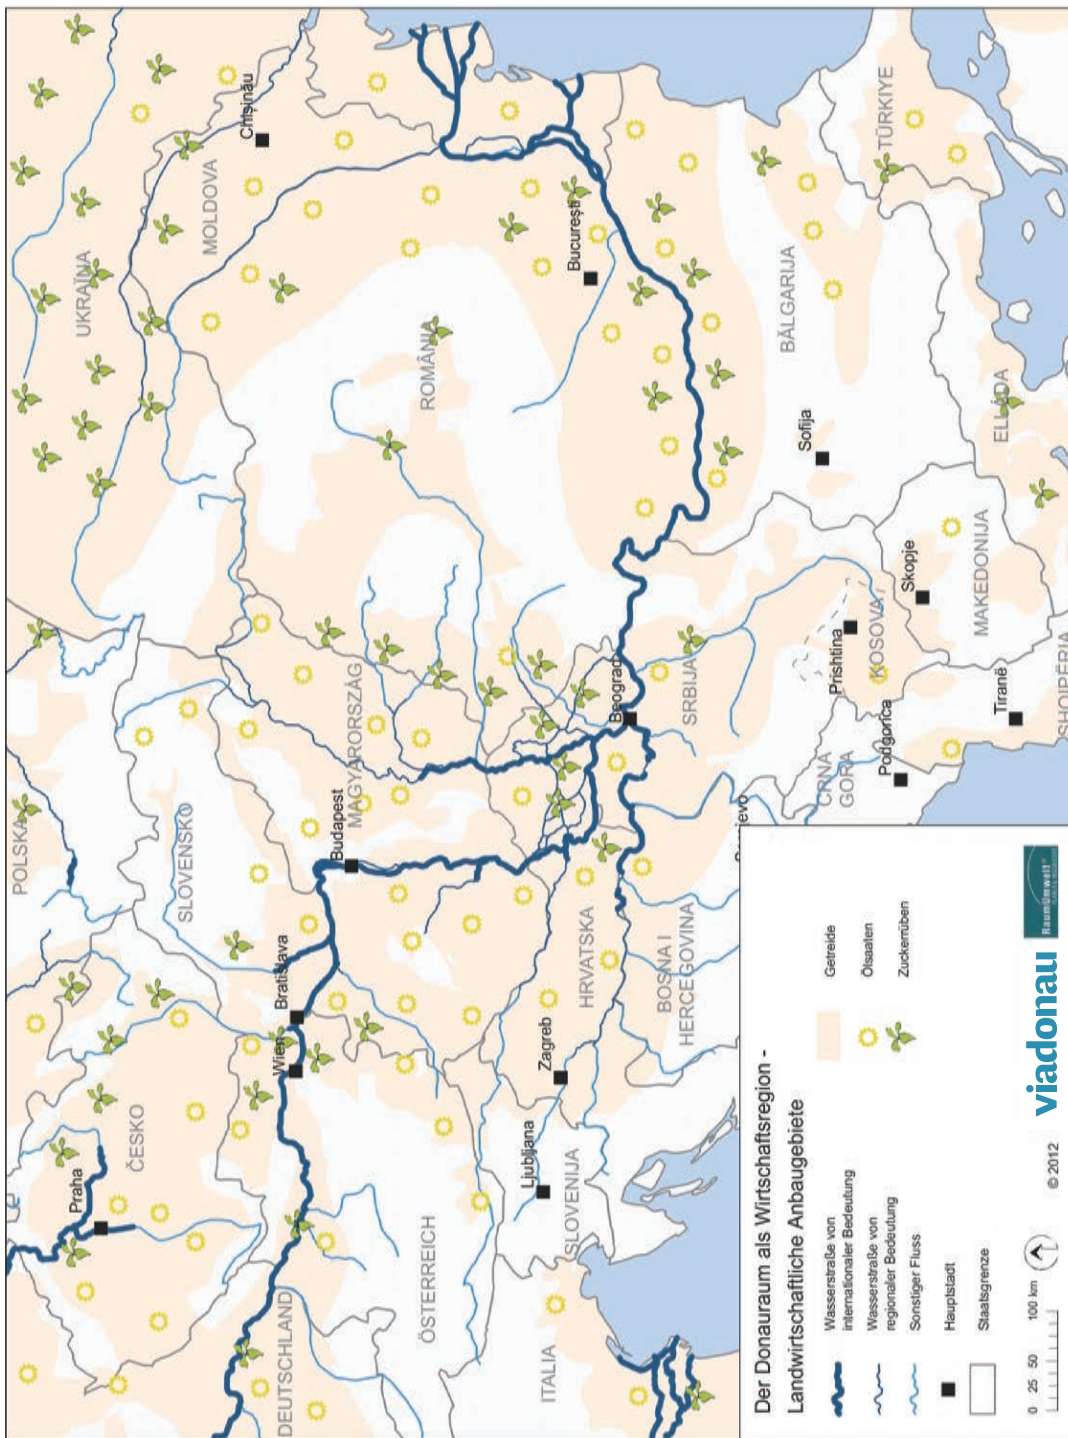 POLSKA
Praha
UKRAÏNA
ČESKO
SLOVENSKO
MOLDOVA
Chișinău
Wien
Bratislava
DEUTSCHLAND
Budapest
MAGYARORSZÁG
ÖSTERREICH
ROMÂNIA
Ljubljana
Zagreb
ITALIA
SLOVENIJA
HRVATSKA
București
Beograd
BOSNA I
HERCEGOVINA
SRBIJA
BĂLGARIJA
Sofija
Prishtina
KOSOVA
CRNA
GORA
Podgorica
Skopje
TÜRKIYE
MAKEDONIJA
Tiranë
ELLÁDA
SHQIPËRIA
Der Donauraum als Wirtschaftsregion -
Landwirtschaftliche Anbaugebiete
Wasserstraße von
internationaler Bedeutung
Wasserstraße von
regionaler Bedeutung
Sonstiger Fluss
Hauptstadt
Staatsgrenze
Getreide
Ölsaaten
Zuckerrüben
0 25 50 100 km
© 2012
viadonau
RaumUmwelt®